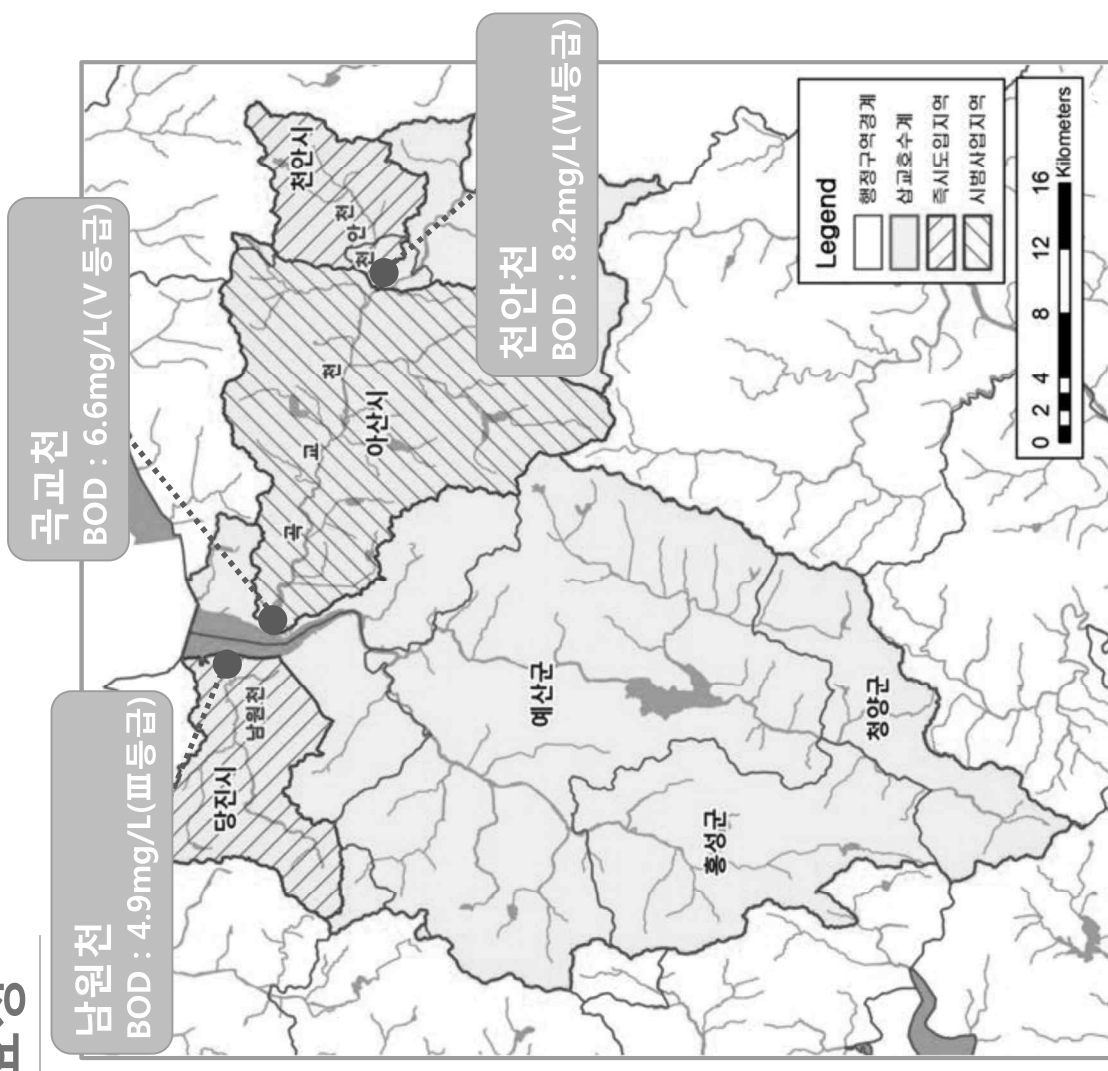 남원천
BOD : 4.9mg/L(Ⅲ등급)
곡교천
BOD : 6.6mg/L(Ⅴ등급)
천안천
BOD : 8.2mg/L(Ⅵ등급)
당진시
남원천
홍성군
예산군
청양군
아산시
곡 교 천
천안시
천안천
Legend
행정구역경계
삽교호수계
즉시도입지역
시범사업지역
0 2 4 8 12 16
Kilometers